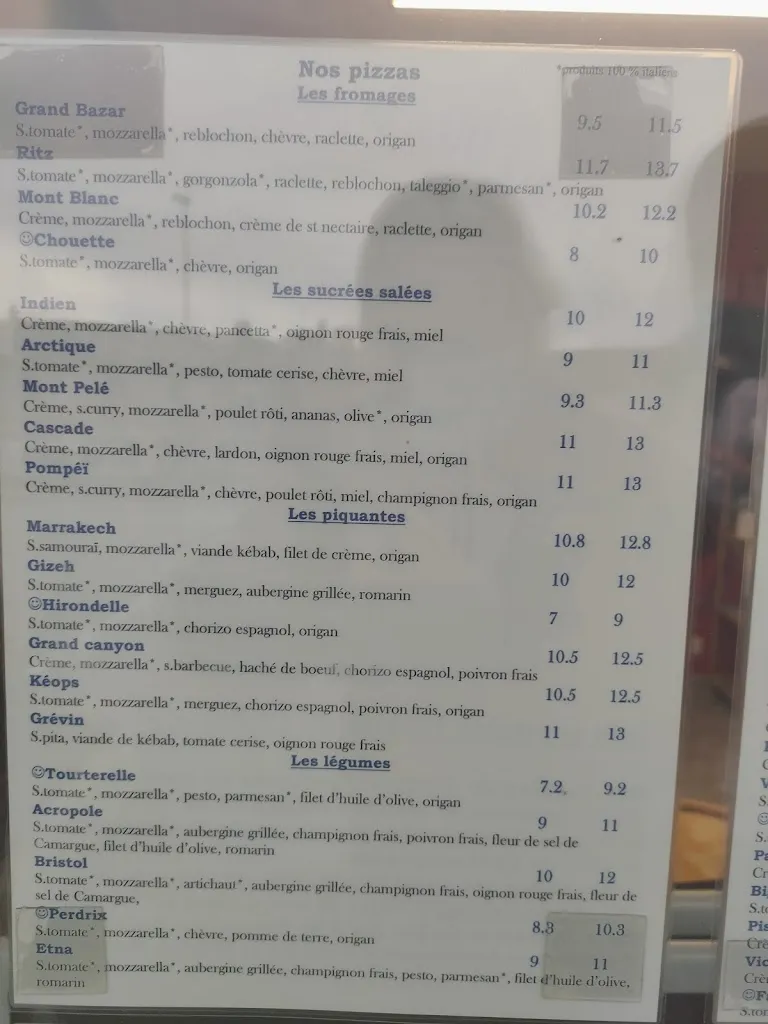 Nos pizzas
*produits 100 % italiens
Les fromages
Grand Bazar
S.tomate*, mozzarella*, reblochon, chèvre, raclette, origan 9.5 11.5
Ritz
S.tomate*, mozzarella*, gorgonzola*, raclette, reblochon, taleggio*, parmesan*, origan 11.7 13.7
Mont Blanc
Crème, mozzarella*, reblochon, crème de st nectaire, raclette, origan 10.2 12.2
☺Chouette
S.tomate*, mozzarella*, chèvre, origan 8 10
Les sucrées salées
Indien
Crème, mozzarella*, chèvre, pancetta*, oignon rouge frais, miel 10 12
Arctique
S.tomate*, mozzarella*, pesto, tomate cerise, chèvre, miel 9 11
Mont Pelé
Crème, s.curry, mozzarella*, poulet rôti, ananas, olive*, origan 9.3 11.3
Cascade
Crème, mozzarella*, chèvre, lardon, oignon rouge frais, miel, origan 11 13
Pompéï
Crème, s.curry, mozzarella*, chèvre, poulet rôti, miel, champignon frais, origan 11 13
Les piquantes
Marrakech
S.samouraï, mozzarella*, viande kébab, filet de crème, origan 10.8 12.8
Gizeh
S.tomate*, mozzarella*, merguez, aubergine grillée, romarin 10 12
☺Hirondelle
S.tomate*, mozzarella*, chorizo espagnol, origan 7 9
Grand canyon
Crème, mozzarella*, s.barbecue, haché de boeuf, chorizo espagnol, poivron frais 10.5 12.5
Kéops
S.tomate*, mozzarella*, merguez, chorizo espagnol, poivron frais, origan 10.5 12.5
Grévin
S.pita, viande de kébab, tomate cerise, oignon rouge frais 11 13
Les légumes
☺Tourterelle
S.tomate*, mozzarella*, pesto, parmesan*, filet d'huile d'olive, origan 7.2 9.2
Acropole
S.tomate*, mozzarella*, aubergine grillée, champignon frais, poivron frais, fleur de sel de 9 11
Camargue, filet d'huile d'olive, romarin
Bristol
S.tomate*, mozzarella*, artichaut*, aubergine grillée, champignon frais, oignon rouge frais, fleur de 10 12
sel de Camargue,
☺Perdrix
S.tomate*, mozzarella*, chèvre, pomme de terre, origan 8.3 10.3
Etna
S.tomate*, mozzarella*, aubergine grillée, champignon frais, pesto, parmesan*, filet d'huile d'olive, 9 11
romarin